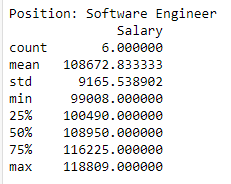 Position: Software Engineer
Salary
count 6.000000
mean 108672.833333
std 9165.538902
min 99008.000000
25% 100490.000000
50% 108950.000000
75% 116225.000000
max 118809.000000